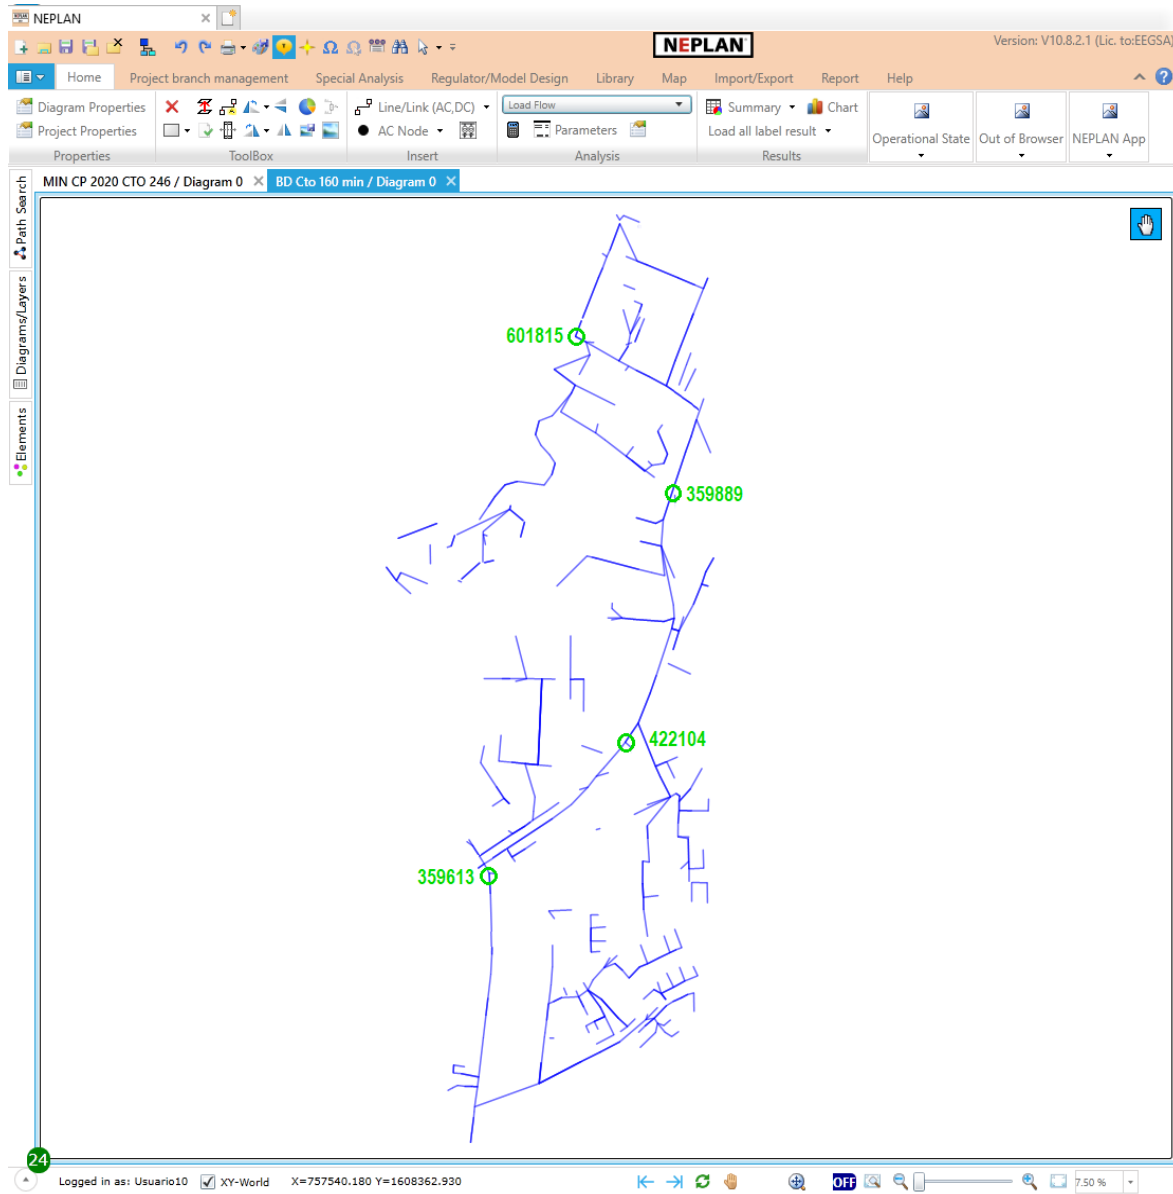 NEPLAN
NEPLAN
Version: V10.8.2.1 (Lic. to:EEGSA)
Home Project branch management Special Analysis Regulator/Model Design Library Map Import/Export Report Help
Diagram Properties Line/Link (AC,DC) Load Flow Summary Chart
Project Properties AC Node Parameters Load all label result Operational State Out of Browser NEPLAN App
Properties ToolBox Insert Analysis Results
MIN CP 2020 CTO 246 / Diagram 0 BD Cto 160 min / Diagram 0
Path Search
Diagrams/Layers
Elements
601815
359889
422104
359613
24
Logged in as: Usuario10 XY-World X=757540.180 Y=1608362.930 OFF 7.50 %